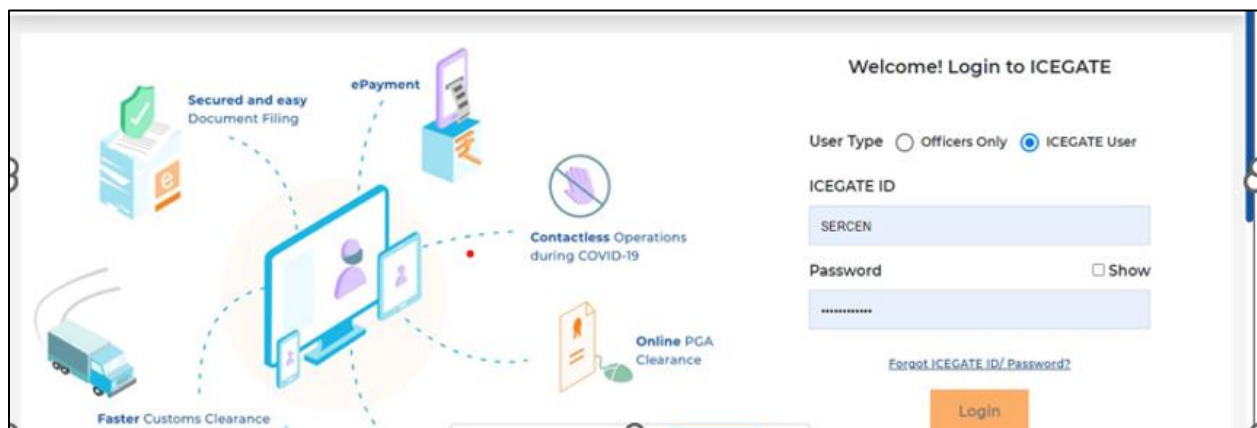 ePayment
Secured and easy
Document Filing
Contactless Operations
during COVID-19
Online PGA
Clearance
Faster Customs Clearance
Welcome! Login to ICEGATE
User Type Officers Only ICEGATE User
ICEGATE ID
SERCEN
Password Show
••••••••••••
Forgot ICEGATE ID/ Password?
Login